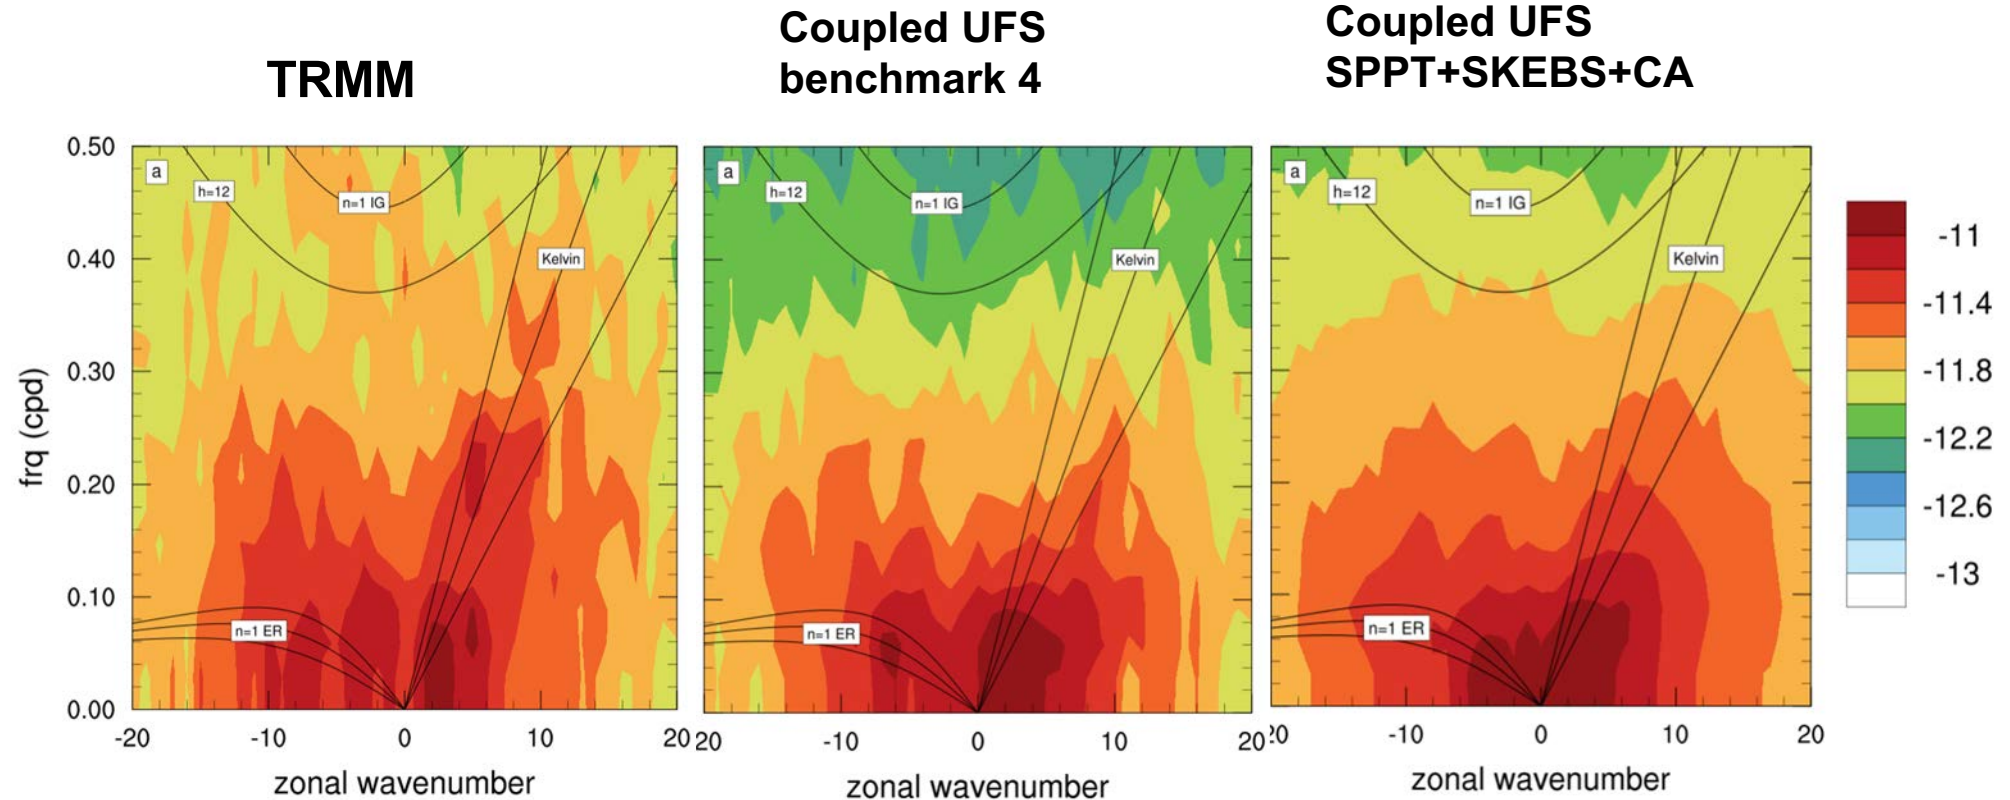 TRMM
Coupled UFS
benchmark 4
Coupled UFS
SPPT+SKEBS+CA
frq (cpd)
0.50
0.40
0.30
0.20
0.10
0.00
a
h=12
n=1 IG
Kelvin
n=1 ER
-20
-10
0
10
20
zonal wavenumber
a
h=12
n=1 IG
Kelvin
n=1 ER
20
-10
0
10
20
zonal wavenumber
a
h=12
n=1 IG
Kelvin
n=1 ER
-10
0
10
20
zonal wavenumber
-11
-11.4
-11.8
-12.2
-12.6
-13